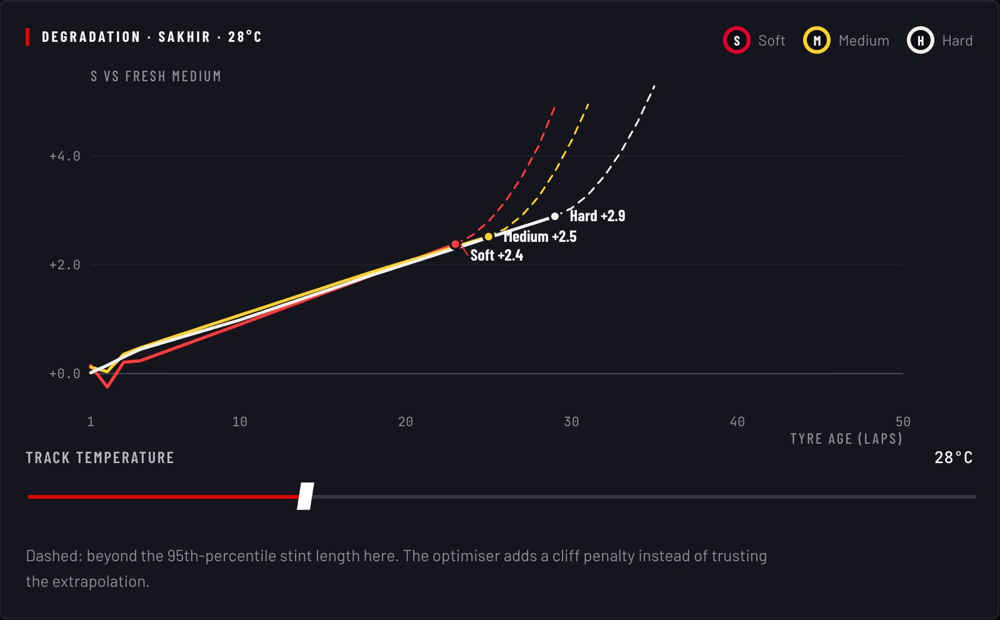 DEGRADATION · SAKHIR · 28°C
S Soft M Medium H Hard
S VS FRESH MEDIUM
+4.0
Hard +2.9
Medium +2.5
Soft +2.4
+2.0
+0.0
1 10 20 30 40 50
TYRE AGE (LAPS)
TRACK TEMPERATURE 28°C
Dashed: beyond the 95th-percentile stint length here. The optimiser adds a cliff penalty instead of trusting
the extrapolation.